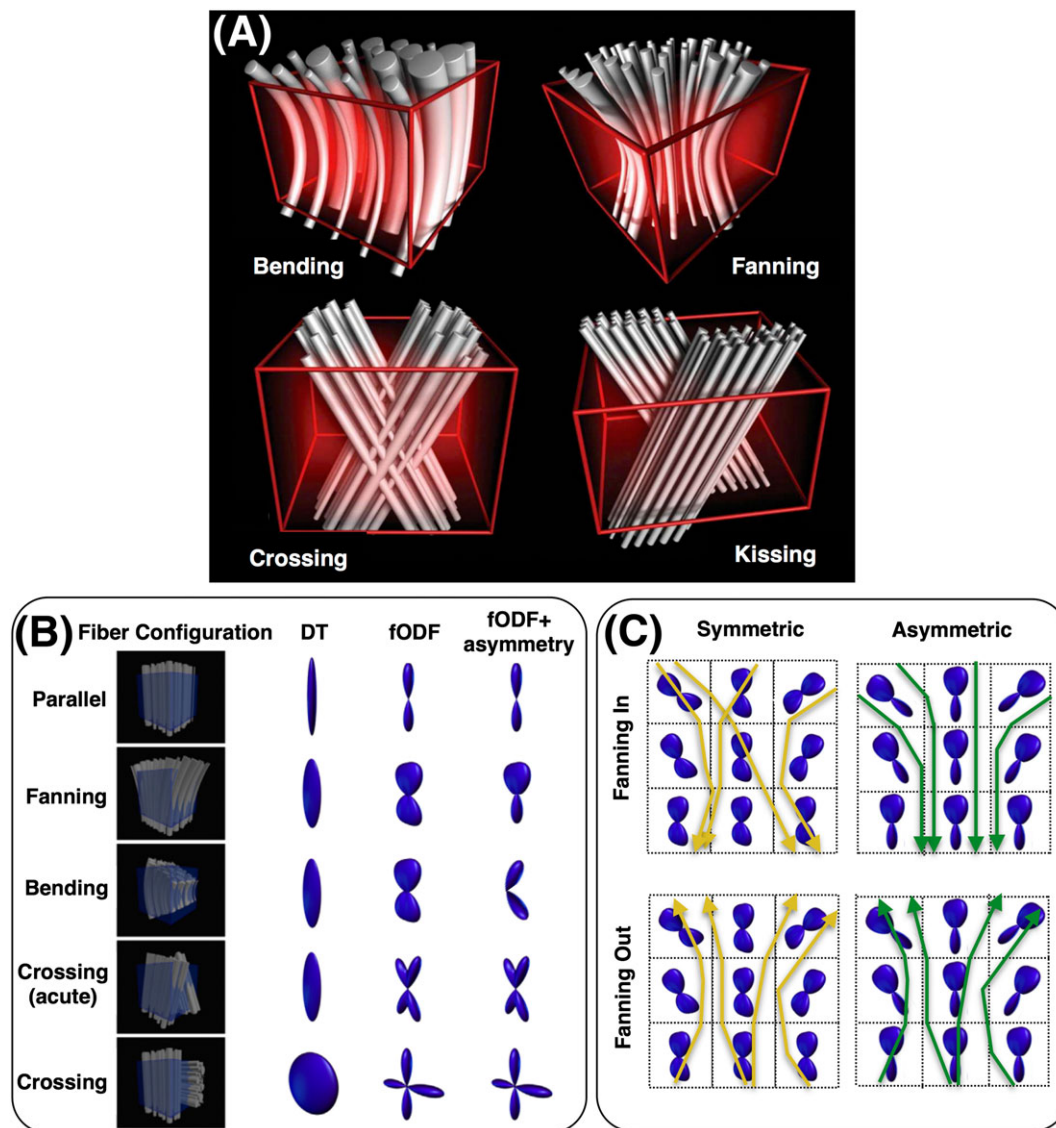 (A)
Bending
Fanning
Crossing
Kissing
(B)
Fiber Configuration
DT
fODF
fODF+
asymmetry
Parallel
Fanning
Bending
Crossing
(acute)
Crossing
(C)
Symmetric
Asymmetric
Fanning In
Fanning Out